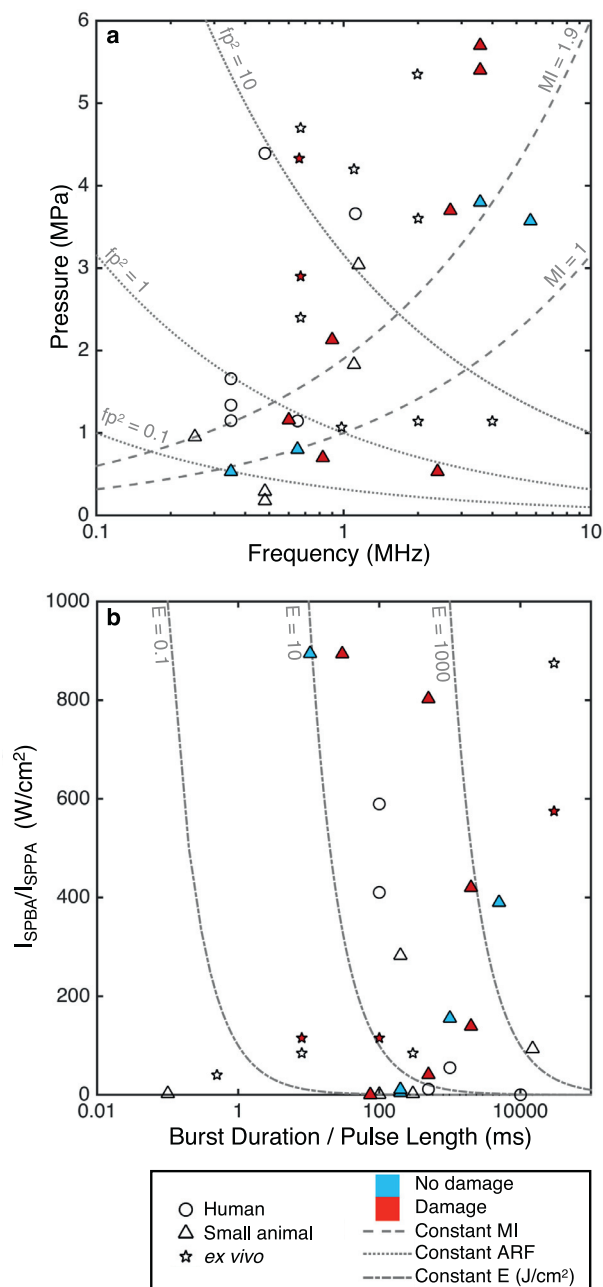 a
fp² = 10
MI = 1.9
fp² = 1
MI = 1
fp² = 0.1
6
5
4
3
2
1
0
Pressure (MPa)
0.1
1
10
Frequency (MHz)
b
E = 0.1
E = 10
E = 1000
1000
800
600
400
200
0
I_SPBA/I_SPPA (W/cm²)
0.01
1
100
10000
Burst Duration / Pulse Length (ms)
Human
Small animal
ex vivo
No damage
Damage
Constant MI
Constant ARF
Constant E (J/cm²)